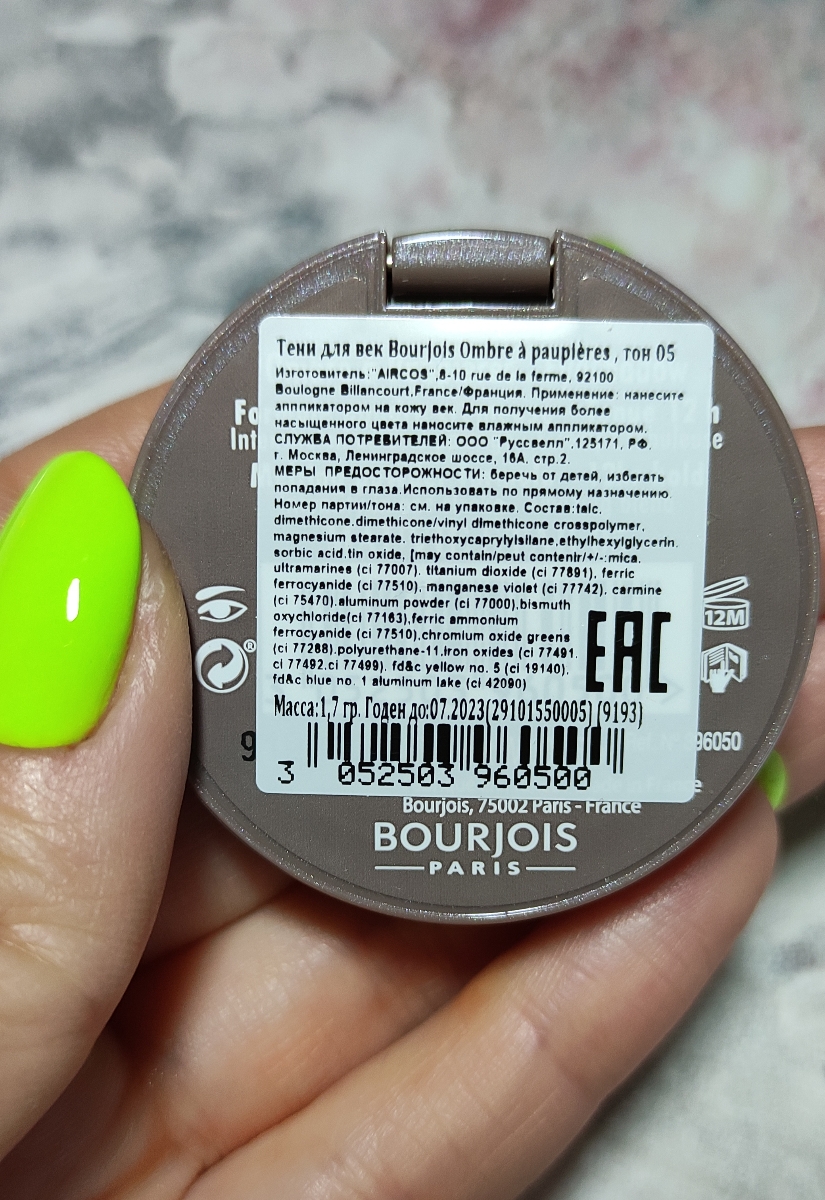 Тени для век Bourjois Ombre à paupières , тон 05
Изготовитель:"AIRCOS",8-10 rue de la ferme, 92100
Boulogne Billancourt,France/Франция. Применение: нанесите
апппликатором на кожу век. Для получения более
насыщенного цвета наносите влажным апппликатором.
СЛУЖБА ПОТРЕБИТЕЛЕЙ: ООО "Руссвелл",125171, РФ,
г. Москва, Ленинградское шоссе, 16А, стр.2.
МЕРЫ ПРЕДОСТОРОЖНОСТИ: беречь от детей, избегать
попадания в глаза.Использовать по прямому назначению.
Номер партии/тона: см. на упаковке. Состав:talc,
dimethicone,dimethicone/vinyl dimethicone crosspolymer,
magnesium stearate, triethoxycaprylylsilane,ethylhexylglycerin,
sorbic acid,tin oxide, [may contain/peut contenir/+/-:mica,
ultramarines (ci 77007), titanium dioxide (ci 77891), ferric
ferrocyanide (ci 77510), manganese violet (ci 77742), carmine
(ci 75470),aluminum powder (ci 77000),bismuth
oxychloride(ci 77163),ferric ammonium
ferrocyanide (ci 77510),chromium oxide greens
(ci 77288),polyurethane-11,iron oxides (ci 77491,
ci 77492,ci 77499), fd&c yellow no. 5 (ci 19140),
fd&c blue no. 1 aluminum lake (ci 42090)
EAC
Масса:1,7 гр. Годен до:07.2023(29101550005) (9193)
3 052503 960500
12M
96050
Bourjois, 75002 Paris - France
BOURJOIS
PARIS